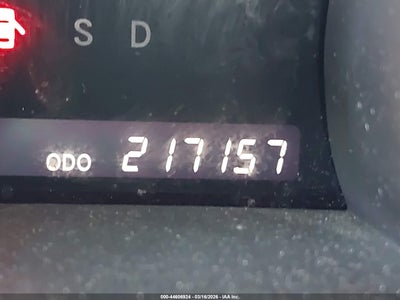 S D
ODO 217157
000-44608924 - 03/16/2026 - IAA Inc.